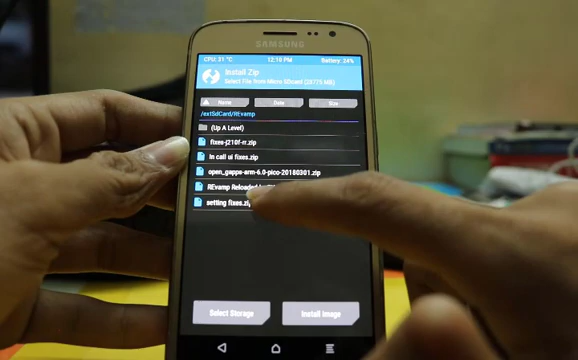 SAMSUNG
CPU: 31 °C 12:10 PM Battery: 24%
Install Zip
Select File from Micro SDcard (23775 MB)
Name Date Size
/extSdCard/REvamp
(Up A Level)
fixes-j210f-rr.zip
In call ui fixes.zip
open_gapps-arm-6.0-pico-20180301.zip
REvamp Reloaded
setting fixes.zip
Select Storage Install Image